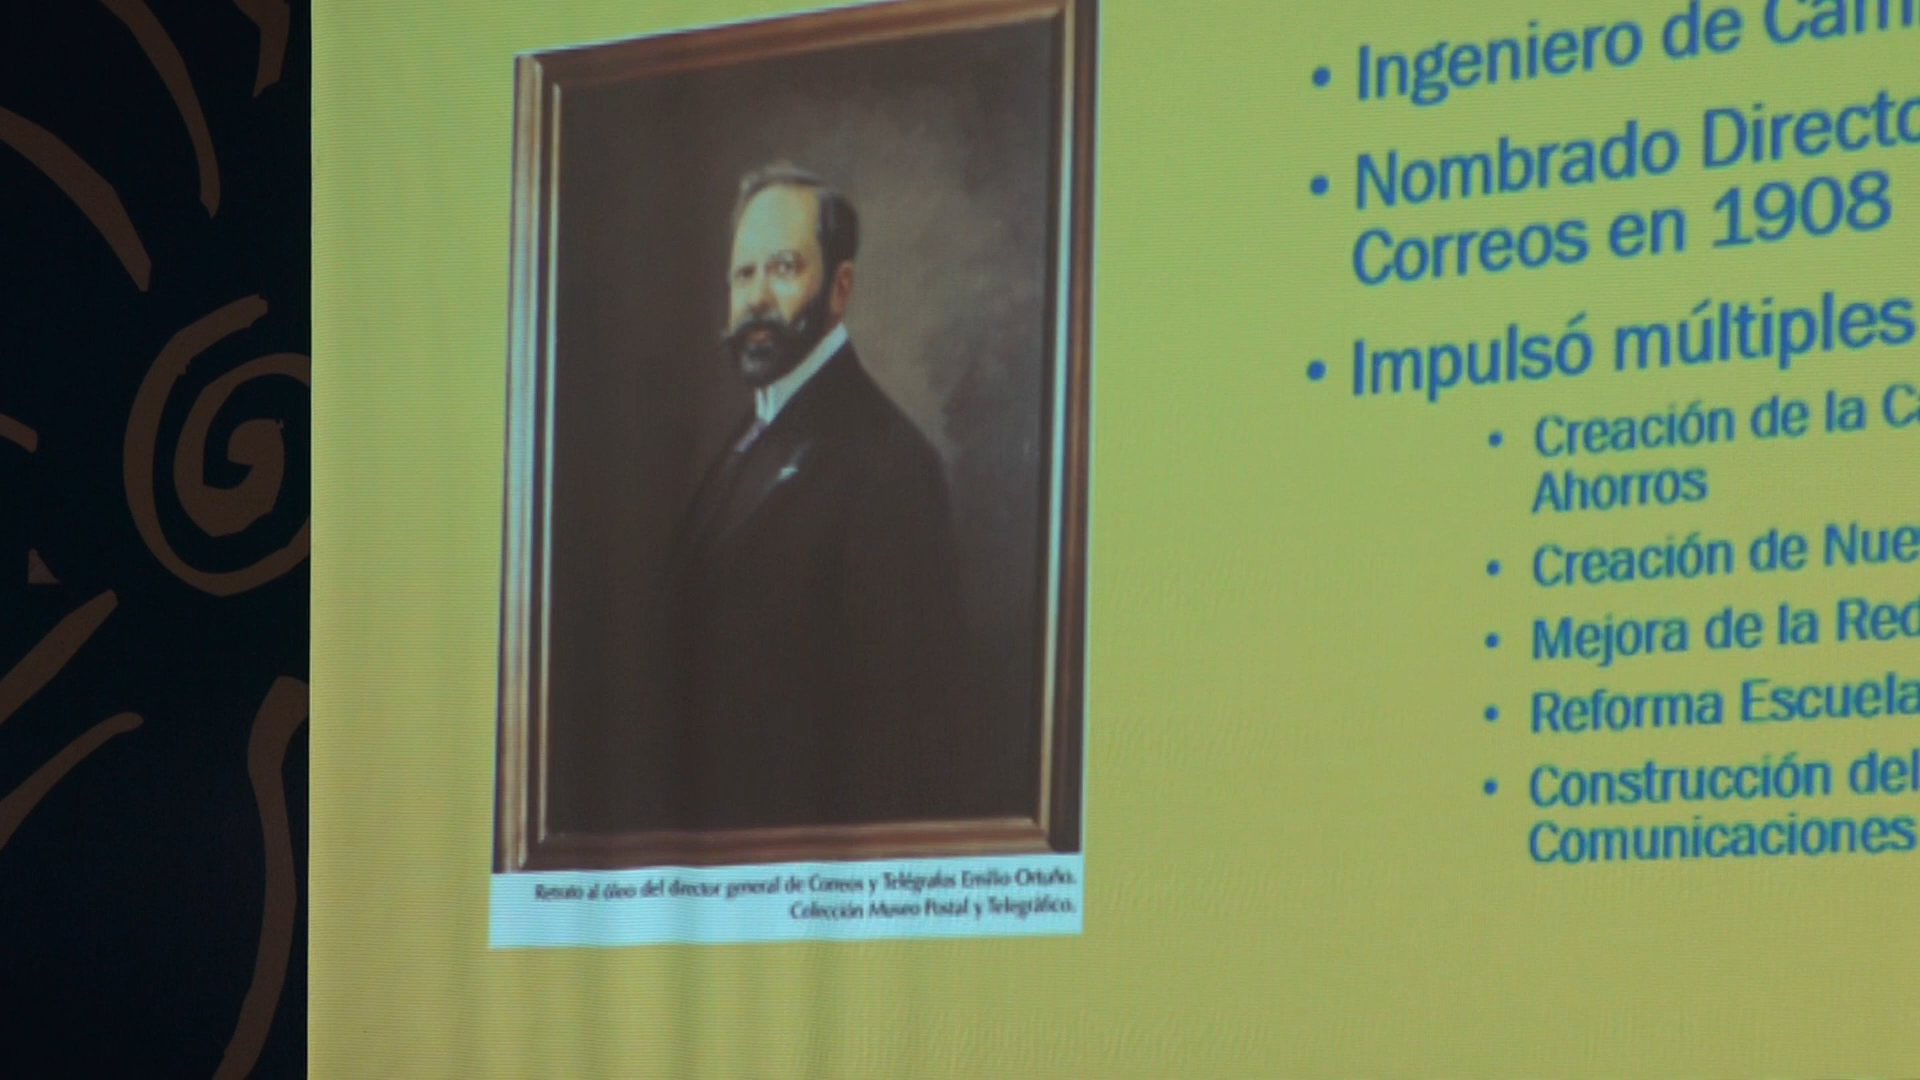 • Ingeniero de Cam
• Nombrado Directo
Correos en 1908
• Impulsó múltiples
• Creación de la Ca
Ahorros
• Creación de Nue
• Mejora de la Red
• Reforma Escuela
• Construcción del
Comunicaciones
Retrato al óleo del director general de Correos y Telégrafos Emilio Ortuño.
Colección Museo Postal y Telegráfico.